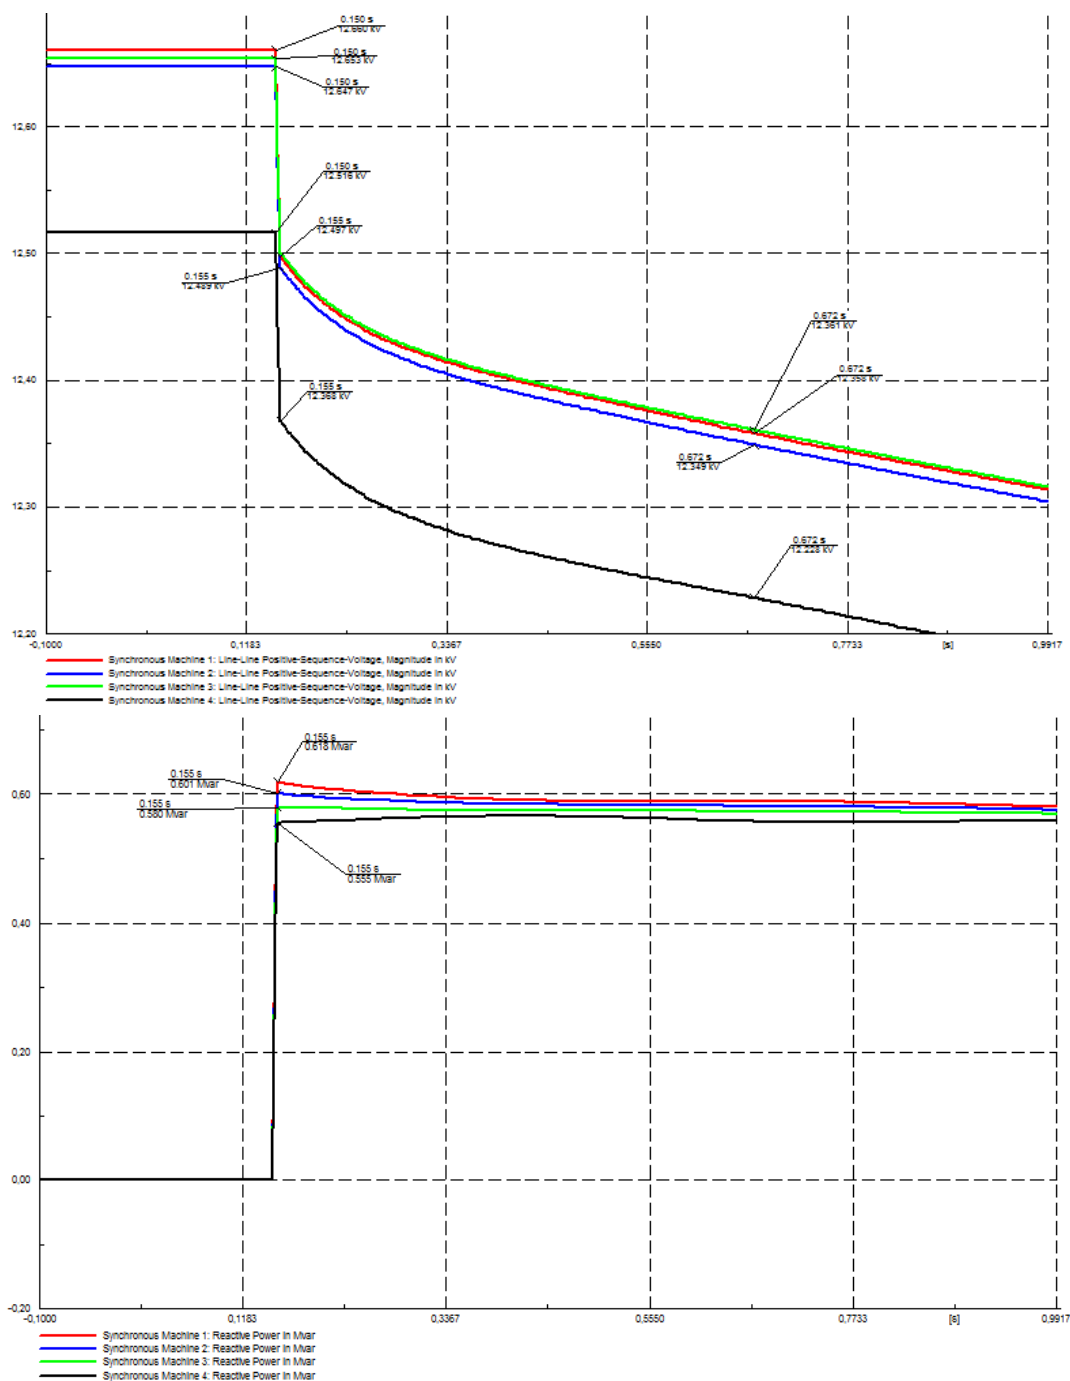 0.150 s
12.660 kV
0.150 s
12.653 kV
0.150 s
12.647 kV
12,60
0.150 s
12.516 kV
0.155 s
12.497 kV
12,50
0.155 s
12.489 kV
0.672 s
12.361 kV
0.672 s
12.358 kV
12,40
0.155 s
12.368 kV
0.672 s
12.349 kV
12,30
0.672 s
12.228 kV
12,20
-0,1000 0,1183 0,3367 0,5550 0,7733 [s] 0,9917
Synchronous Machine 1: Line-Line Positive-Sequence-Voltage, Magnitude in kV
Synchronous Machine 2: Line-Line Positive-Sequence-Voltage, Magnitude in kV
Synchronous Machine 3: Line-Line Positive-Sequence-Voltage, Magnitude in kV
Synchronous Machine 4: Line-Line Positive-Sequence-Voltage, Magnitude in kV
0.155 s
0.618 Mvar
0.155 s
0.601 Mvar
0,60
0.155 s
0.580 Mvar
0.155 s
0.555 Mvar
0,40
0,20
0,00
-0,20
-0,1000 0,1183 0,3367 0,5550 0,7733 [s] 0,9917
Synchronous Machine 1: Reactive Power in Mvar
Synchronous Machine 2: Reactive Power in Mvar
Synchronous Machine 3: Reactive Power in Mvar
Synchronous Machine 4: Reactive Power in Mvar